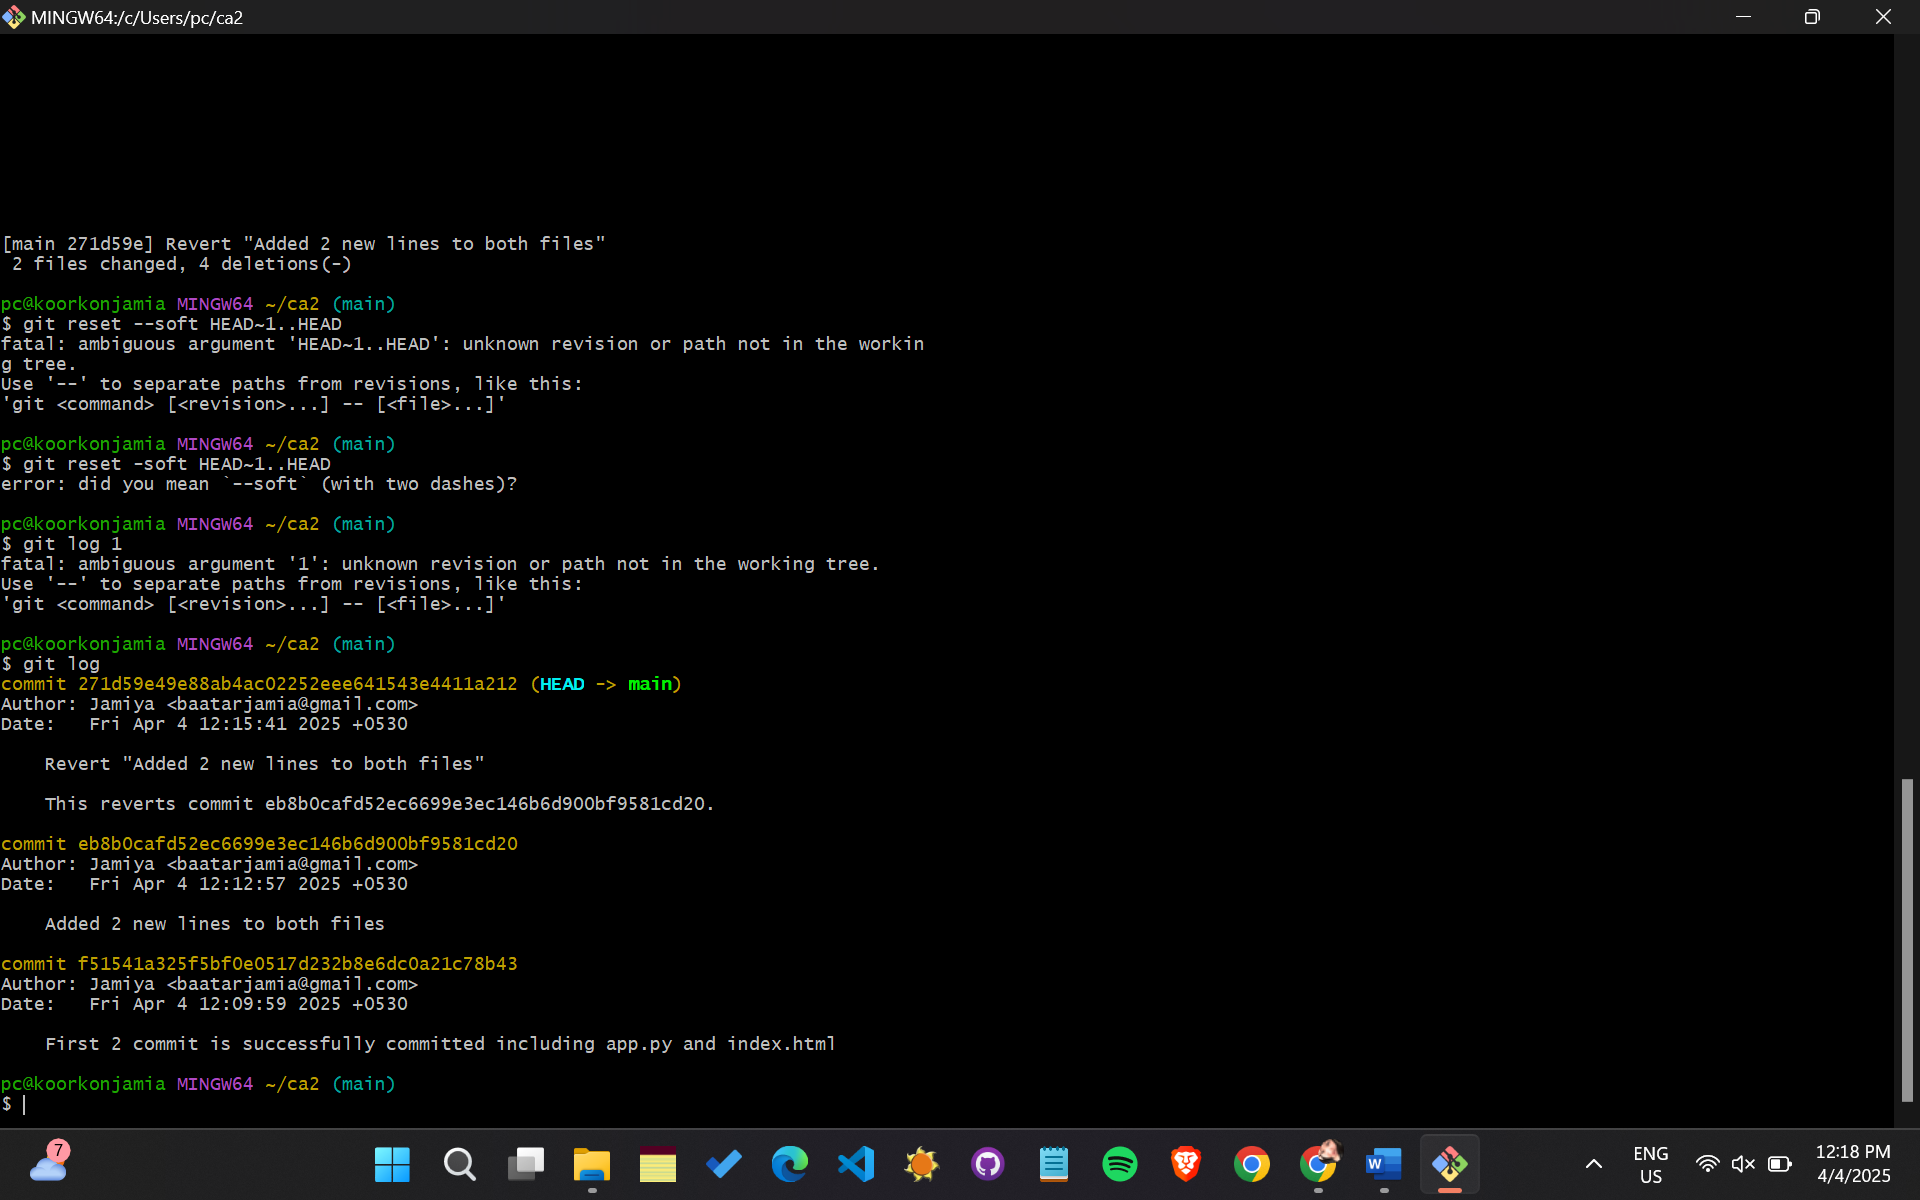 MINGW64:/c/Users/pc/ca2
[main 271d59e] Revert "Added 2 new lines to both files"
 2 files changed, 4 deletions(-)
pc@koorkonjamia MINGW64 ~/ca2 (main)
$ git reset --soft HEAD~1..HEAD
fatal: ambiguous argument 'HEAD~1..HEAD': unknown revision or path not in the workin
g tree.
Use '--' to separate paths from revisions, like this:
'git <command> [<revision>...] -- [<file>...]'
pc@koorkonjamia MINGW64 ~/ca2 (main)
$ git reset -soft HEAD~1..HEAD
error: did you mean `--soft` (with two dashes)?
pc@koorkonjamia MINGW64 ~/ca2 (main)
$ git log 1
fatal: ambiguous argument '1': unknown revision or path not in the working tree.
Use '--' to separate paths from revisions, like this:
'git <command> [<revision>...] -- [<file>...]'
pc@koorkonjamia MINGW64 ~/ca2 (main)
$ git log
commit 271d59e49e88ab4ac02252eee641543e4411a212 (HEAD -> main)
Author: Jamiya <baatarjamia@gmail.com>
Date:   Fri Apr 4 12:15:41 2025 +0530
    Revert "Added 2 new lines to both files"
    This reverts commit eb8b0cafd52ec6699e3ec146b6d900bf9581cd20.
commit eb8b0cafd52ec6699e3ec146b6d900bf9581cd20
Author: Jamiya <baatarjamia@gmail.com>
Date:   Fri Apr 4 12:12:57 2025 +0530
    Added 2 new lines to both files
commit f51541a325f5bf0e0517d232b8e6dc0a21c78b43
Author: Jamiya <baatarjamia@gmail.com>
Date:   Fri Apr 4 12:09:59 2025 +0530
    First 2 commit is successfully committed including app.py and index.html
pc@koorkonjamia MINGW64 ~/ca2 (main)
$
7
W
ENG
US
12:18 PM
4/4/2025